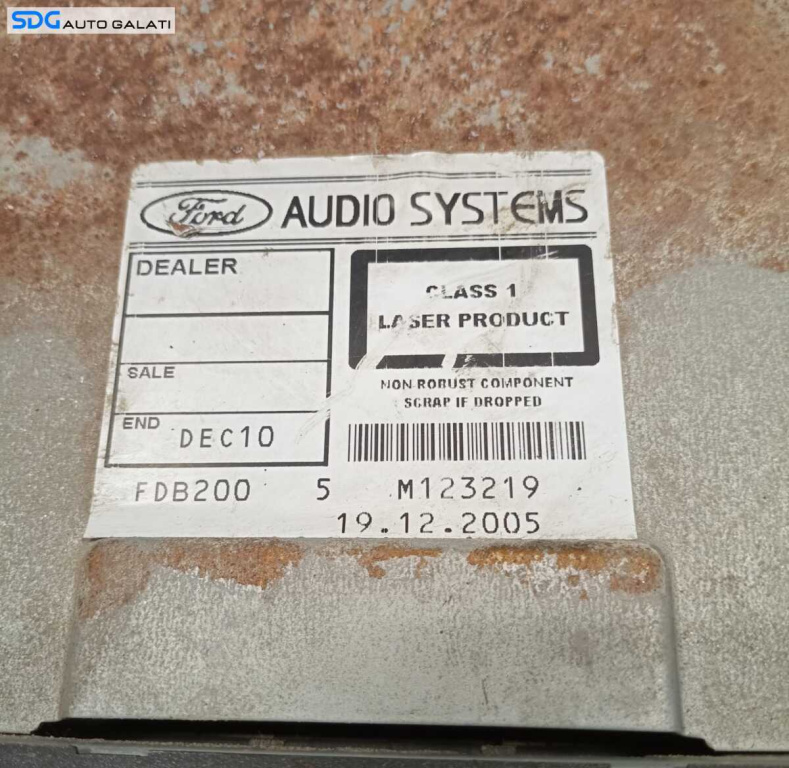 SDG AUTO GALATI
Ford AUDIO SYSTEMS
DEALER
CLASS 1
LASER PRODUCT
SALE
NON ROBUST COMPONENT
SCRAP IF DROPPED
END DEC10
FDB200 5 M123219
19.12.2005